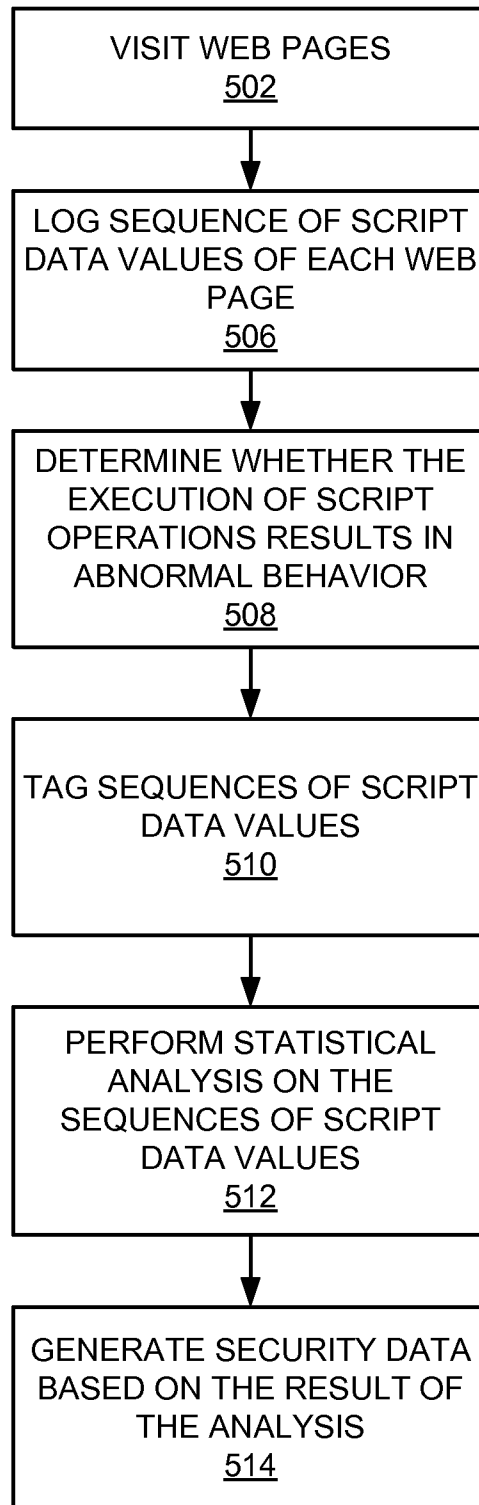 VISIT WEB PAGES
502
LOG SEQUENCE OF SCRIPT
DATA VALUES OF EACH WEB
PAGE
506
DETERMINE WHETHER THE
EXECUTION OF SCRIPT
OPERATIONS RESULTS IN
ABNORMAL BEHAVIOR
508
TAG SEQUENCES OF SCRIPT
DATA VALUES
510
PERFORM STATISTICAL
ANALYSIS ON THE
SEQUENCES OF SCRIPT
DATA VALUES
512
GENERATE SECURITY DATA
BASED ON THE RESULT OF
THE ANALYSIS
514